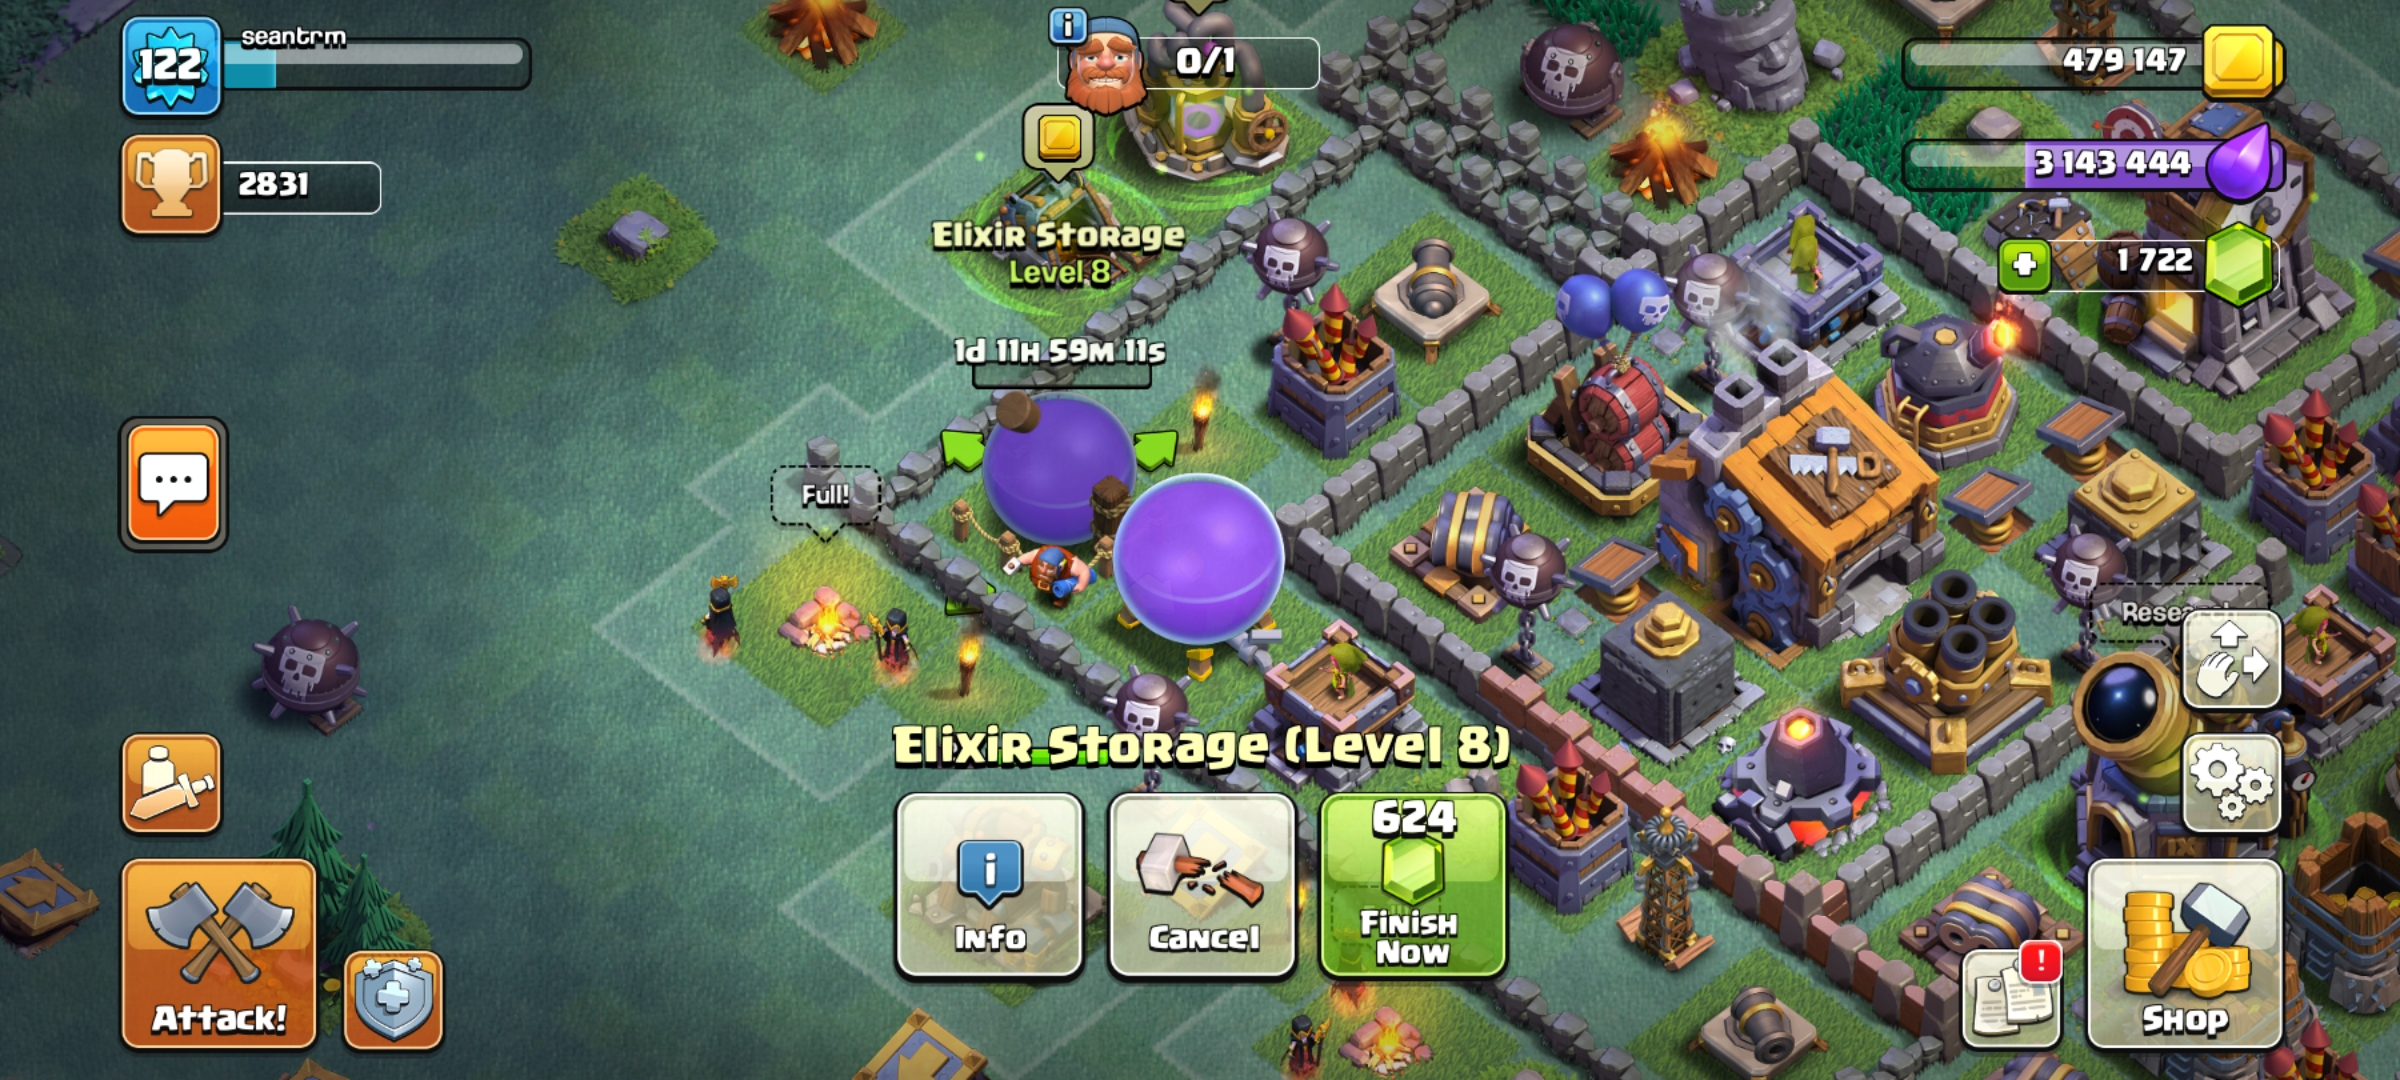 122
seantrm
0/1
479 147
2831
3 143 444
1 722
Elixir Storage
Level 8
1d 11H 59M 11s
Full!
Elixir Storage (Level 8)
Info
Cancel
624
Finish
Now
Attack!
!
Shop